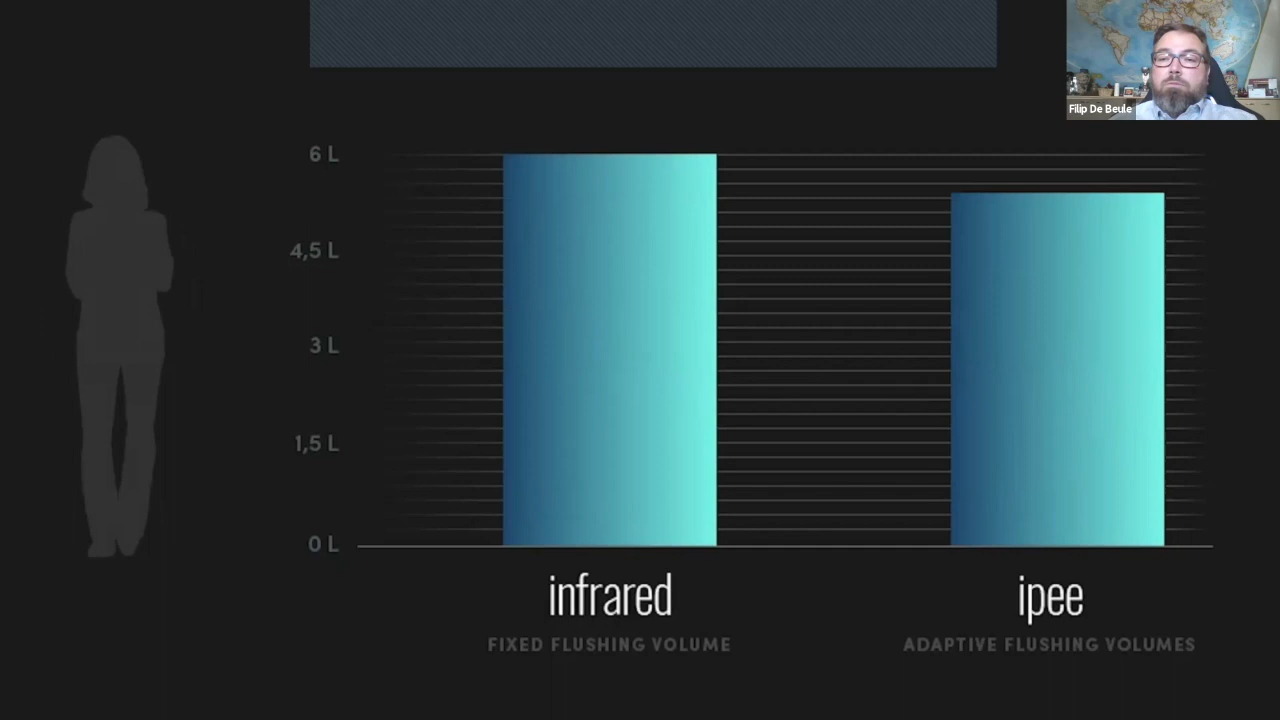 Filip De Beule
6 L
4,5 L
3 L
1,5 L
0 L
infrared
ipee
FIXED FLUSHING VOLUME
ADAPTIVE FLUSHING VOLUMES